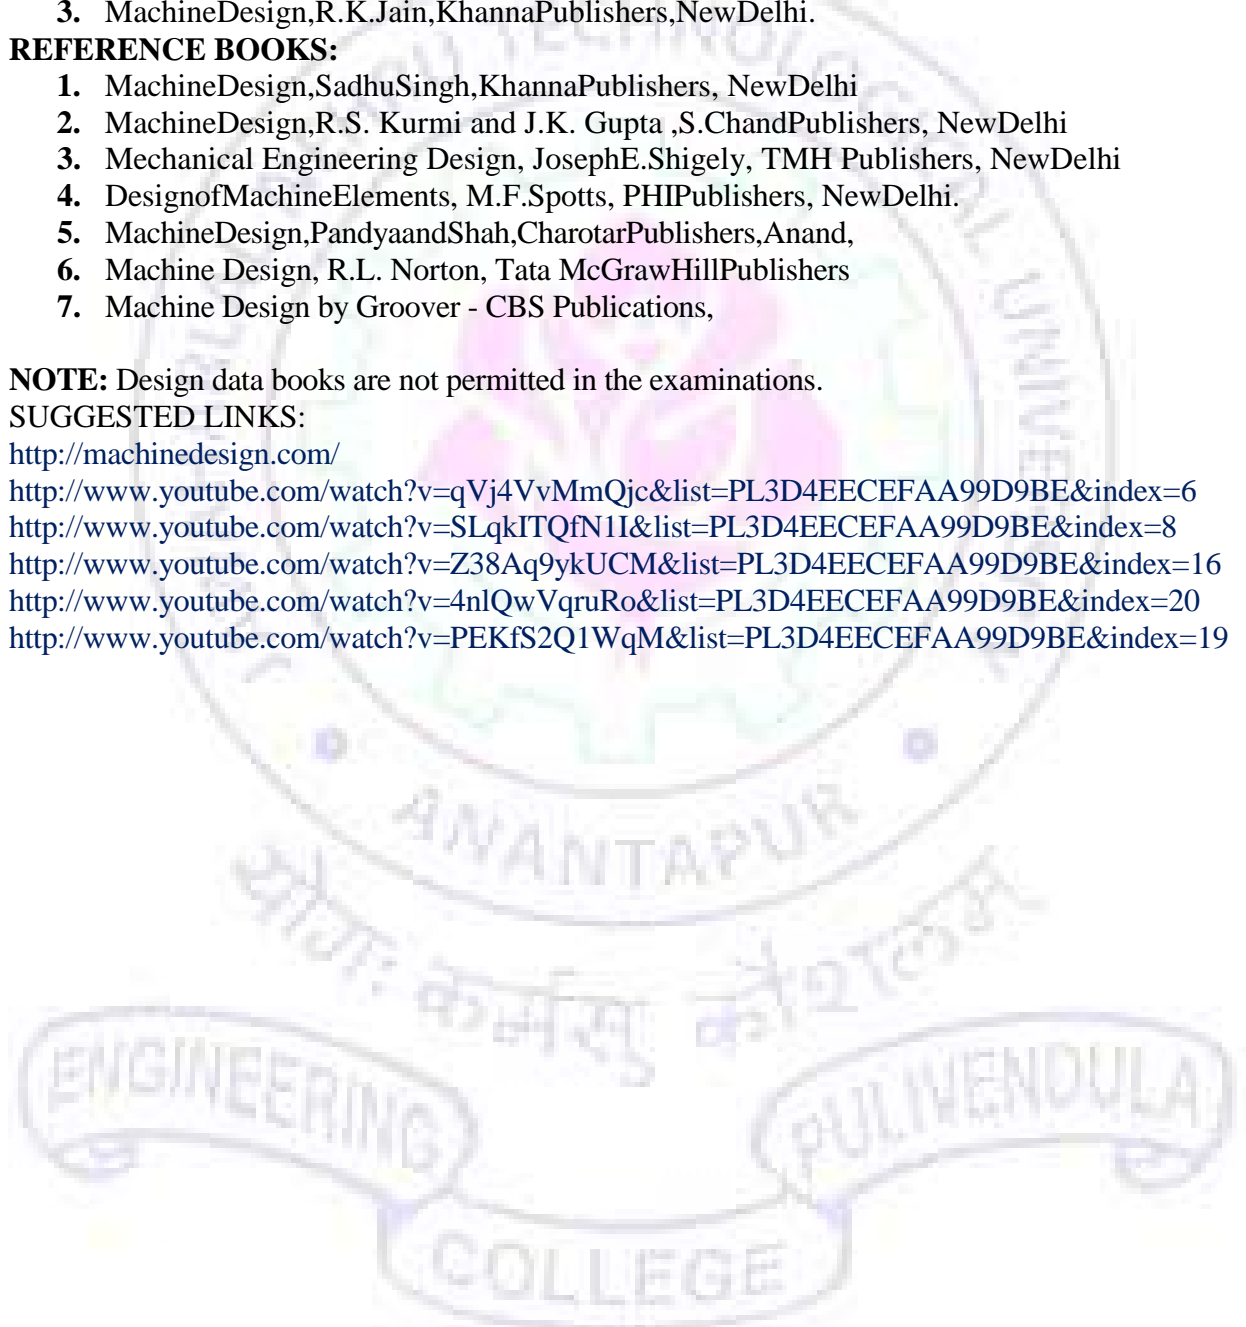 3. MachineDesign,R.K.Jain,KhannaPublishers,NewDelhi.
REFERENCE BOOKS:
1. MachineDesign,SadhuSingh,KhannaPublishers, NewDelhi
2. MachineDesign,R.S. Kurmi and J.K. Gupta ,S.ChandPublishers, NewDelhi
3. Mechanical Engineering Design, JosephE.Shigely, TMH Publishers, NewDelhi
4. DesignofMachineElements, M.F.Spotts, PHIPublishers, NewDelhi.
5. MachineDesign,PandyaandShah,CharotarPublishers,Anand,
6. Machine Design, R.L. Norton, Tata McGrawHillPublishers
7. Machine Design by Groover - CBS Publications,
NOTE: Design data books are not permitted in the examinations.
SUGGESTED LINKS:
http://machinedesign.com/
http://www.youtube.com/watch?v=qVj4VvMmQjc&list=PL3D4EECEFAA99D9BE&index=6
http://www.youtube.com/watch?v=SLqkITQfN1I&list=PL3D4EECEFAA99D9BE&index=8
http://www.youtube.com/watch?v=Z38Aq9ykUCM&list=PL3D4EECEFAA99D9BE&index=16
http://www.youtube.com/watch?v=4nlQwVqruRo&list=PL3D4EECEFAA99D9BE&index=20
http://www.youtube.com/watch?v=PEKfS2Q1WqM&list=PL3D4EECEFAA99D9BE&index=19
TECHNOLOGICAL UNIVERSITY
ANANTAPUR
योगः कर्मसु कौशलम्
ENGINEERING
PULIVENDULA
COLLEGE